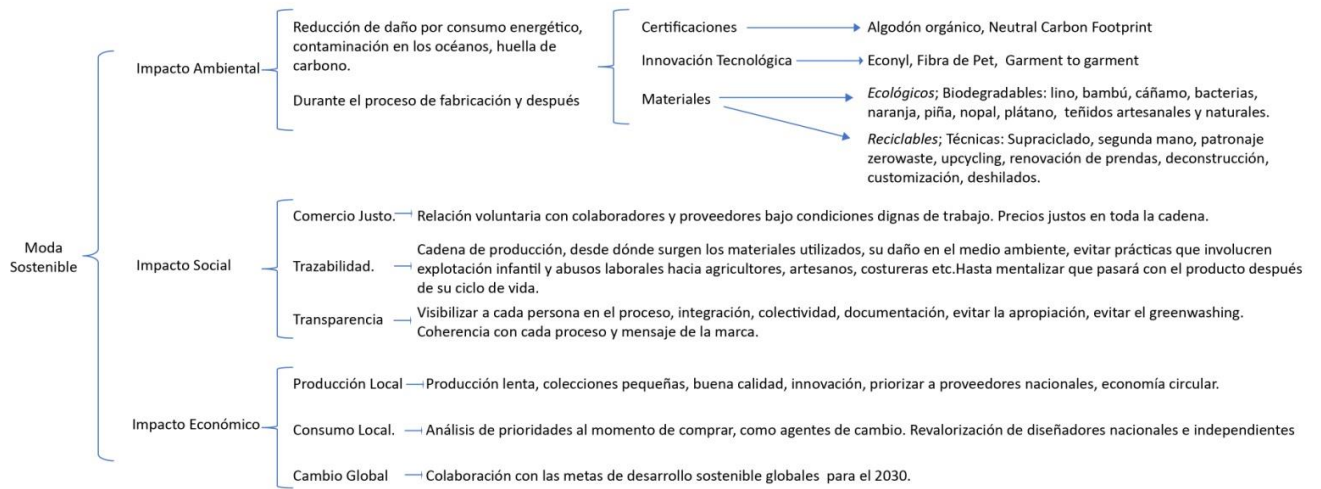 Moda
Sostenible
Impacto Ambiental
Reducción de daño por consumo energético,
contaminación en los océanos, huella de
carbono.
Durante el proceso de fabricación y después
Certificaciones
Algodón orgánico, Neutral Carbon Footprint
Innovación Tecnológica
Econyl, Fibra de Pet, Garment to garment
Materiales
Ecológicos; Biodegradables: lino, bambú, cáñamo, bacterias,
naranja, piña, nopal, plátano, teñidos artesanales y naturales.
Reciclables; Técnicas: Supraciclado, segunda mano, patronaje
zerowaste, upcycling, renovación de prendas, deconstrucción,
customización, deshilados.
Impacto Social
Comercio Justo.
Relación voluntaria con colaboradores y proveedores bajo condiciones dignas de trabajo. Precios justos en toda la cadena.
Trazabilidad.
Cadena de producción, desde dónde surgen los materiales utilizados, su daño en el medio ambiente, evitar prácticas que involucren
explotación infantil y abusos laborales hacia agricultores, artesanos, costureras etc.Hasta mentalizar que pasará con el producto después
de su ciclo de vida.
Transparencia
Visibilizar a cada persona en el proceso, integración, colectividad, documentación, evitar la apropiación, evitar el greenwashing.
Coherencia con cada proceso y mensaje de la marca.
Impacto Económico
Producción Local
Producción lenta, colecciones pequeñas, buena calidad, innovación, priorizar a proveedores nacionales, economía circular.
Consumo Local.
Análisis de prioridades al momento de comprar, como agentes de cambio. Revalorización de diseñadores nacionales e independientes
Cambio Global
Colaboración con las metas de desarrollo sostenible globales para el 2030.